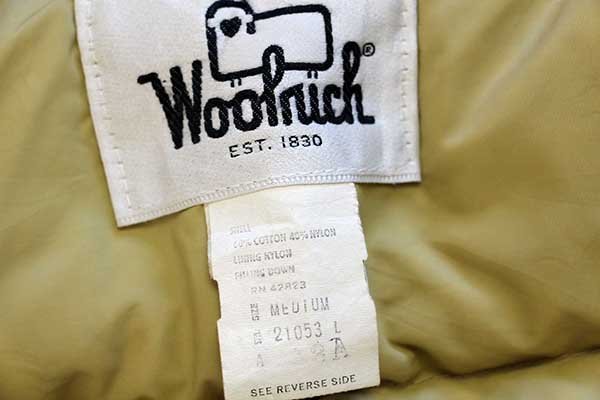 Woolrich®
EST. 1830
SHELL
60% COTTON 40% NYLON
LINING NYLON
FILLING DOWN
RN 42823
SIZE MEDIUM
21053 L
A A
SEE REVERSE SIDE